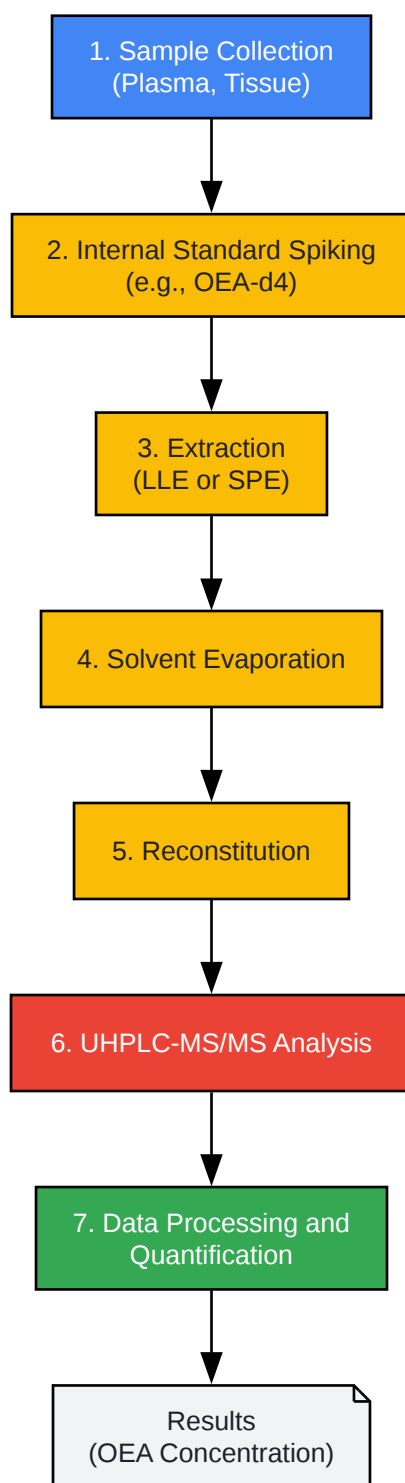 1. Sample Collection
(Plasma, Tissue)
2. Internal Standard Spiking
(e.g., OEA-d4)
3. Extraction
(LLE or SPE)
4. Solvent Evaporation
5. Reconstitution
6. UHPLC-MS/MS Analysis
7. Data Processing and
Quantification
Results
(OEA Concentration)